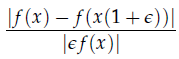 |f(x) − f(x(1 + ϵ))|
|ϵf(x)|